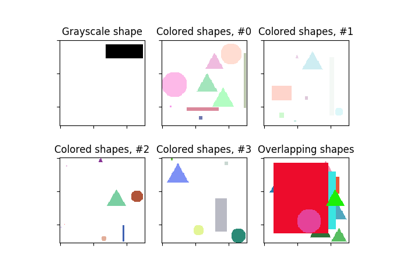 Grayscale shape
Colored shapes, #0
Colored shapes, #1
Colored shapes, #2
Colored shapes, #3
Overlapping shapes